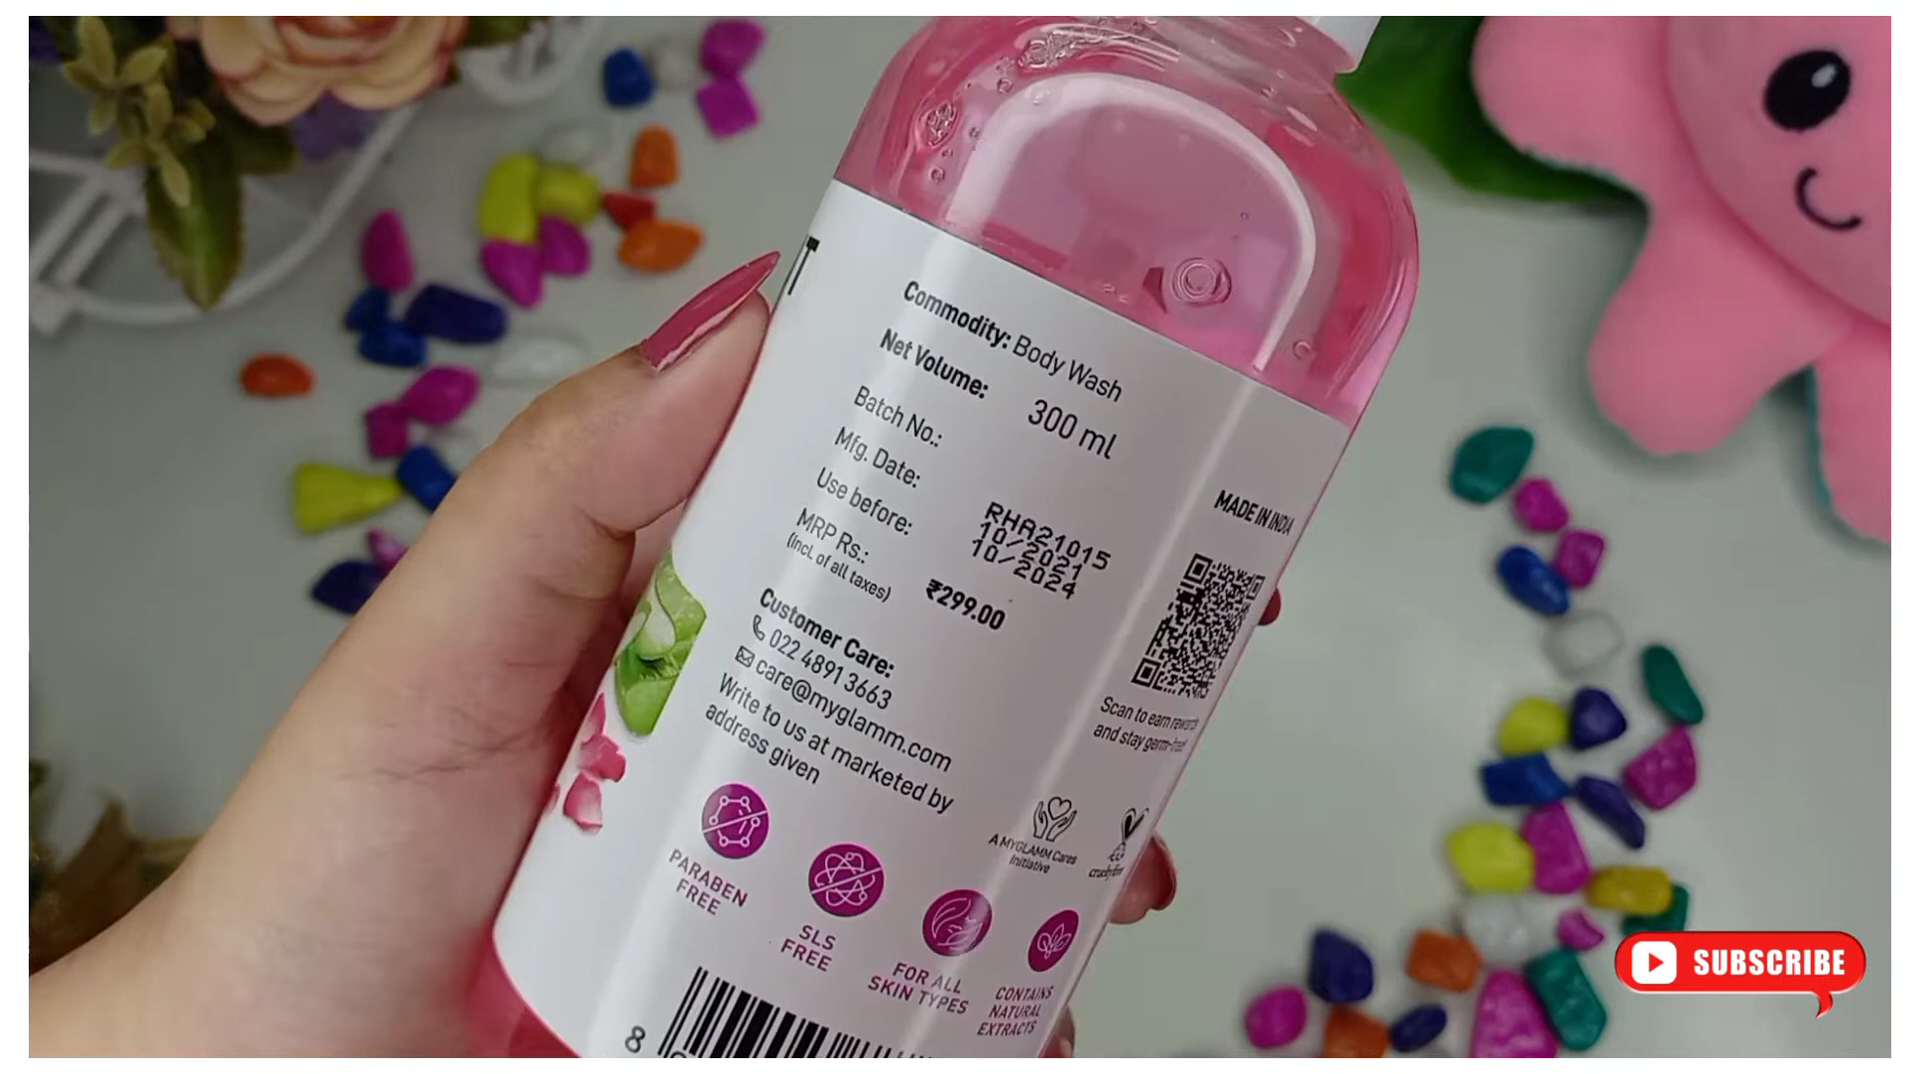 Commodity: Body Wash
Net Volume: 300 ml
Batch No.: RHA21015
Mfg. Date: 10/2021
Use before: 10/2024
MRP Rs.: ₹299.00
(Incl. of all taxes)
Customer Care:
022 4891 3663
care@myglamm.com
Write to us at marketed by
address given
MADE IN INDIA
Scan to earn rewards
and stay germ-free!
A MYGLAMM Cares
Initiative
PARABEN
FREE
SLS
FREE
FOR ALL
SKIN TYPES
CONTAINS
NATURAL
EXTRACTS
8
SUBSCRIBE